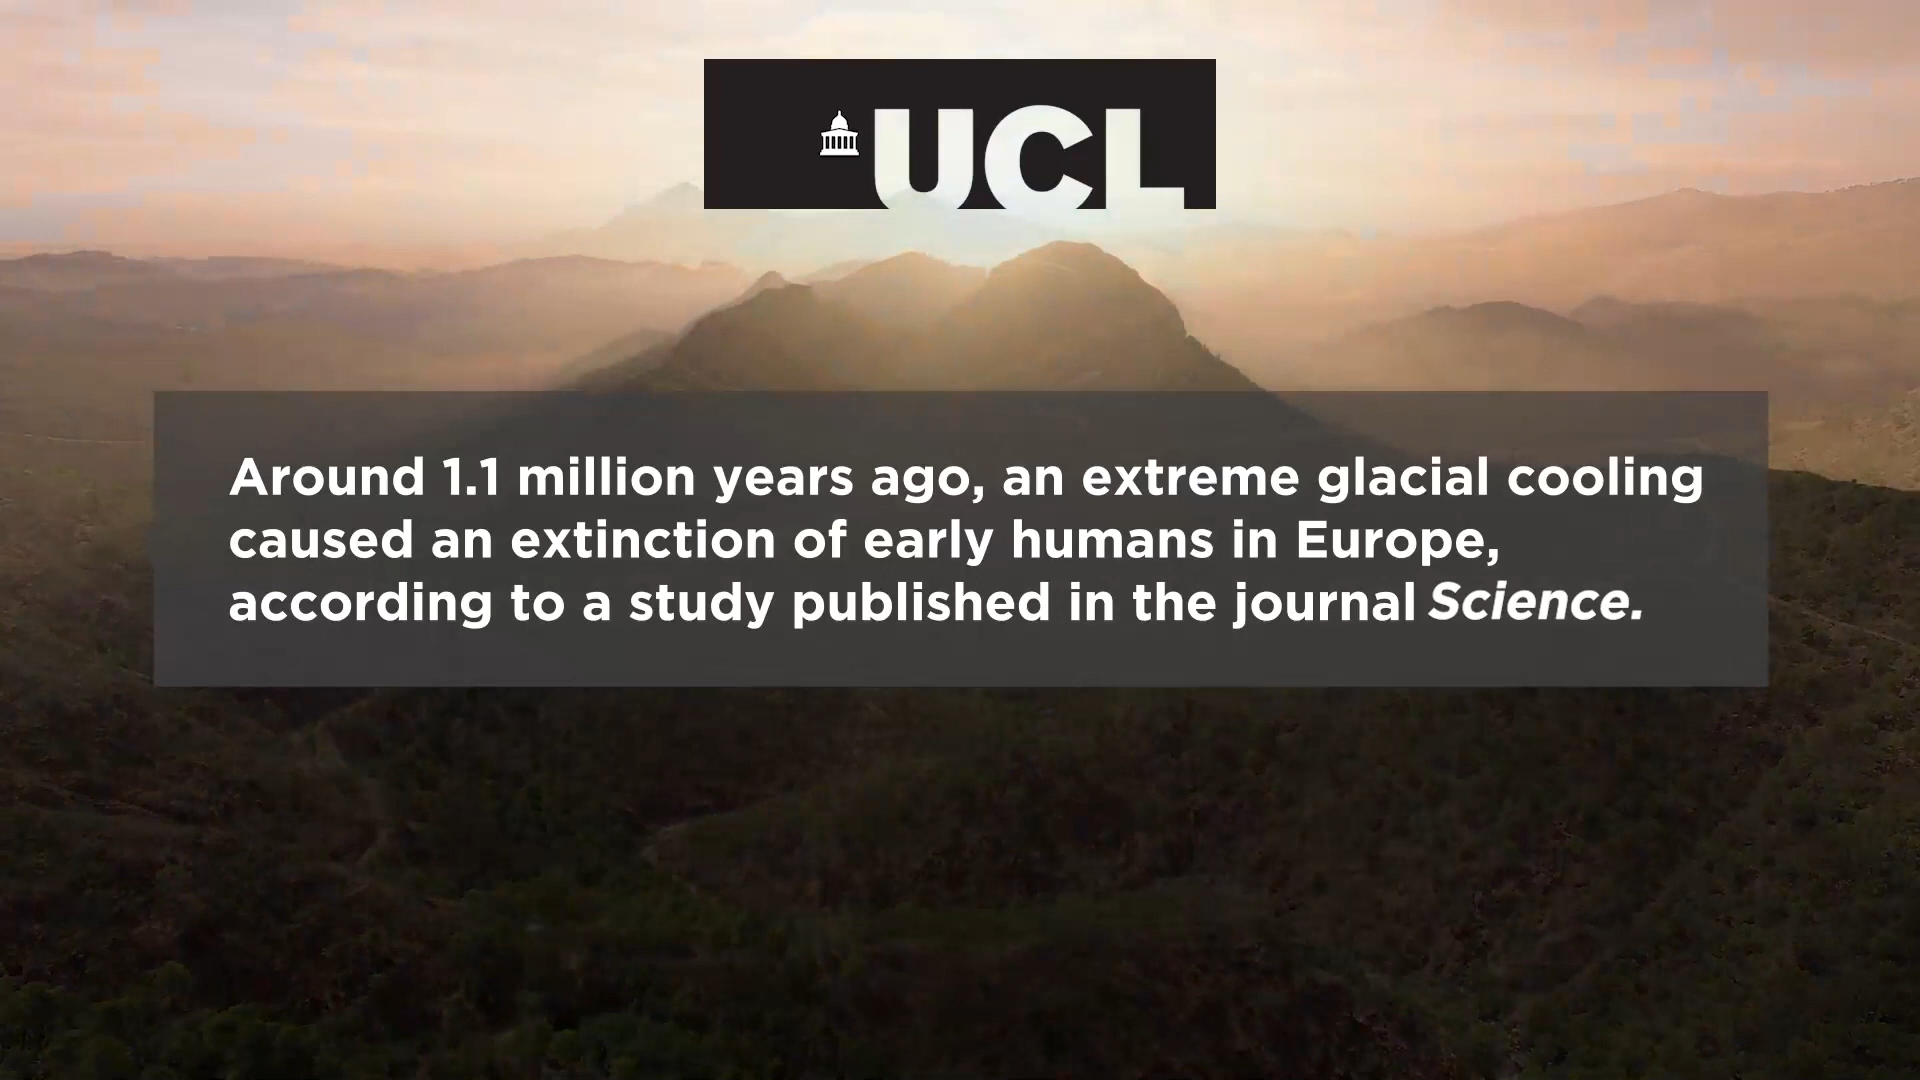 UCL
Around 1.1 million years ago, an extreme glacial cooling
caused an extinction of early humans in Europe,
according to a study published in the journal Science.